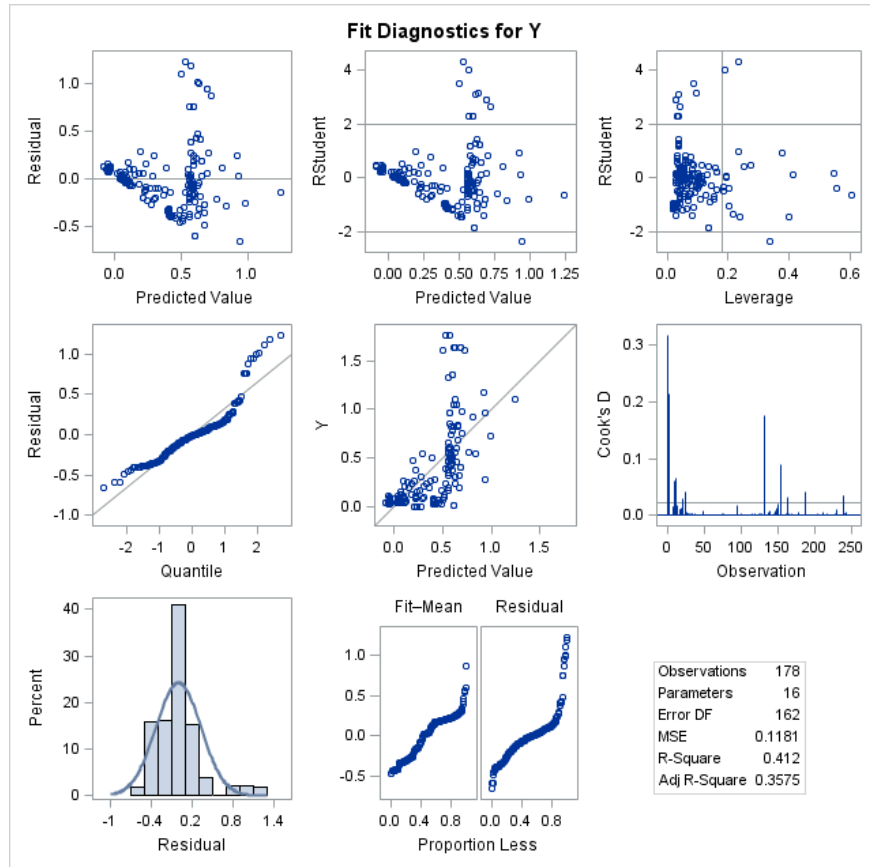 Fit Diagnostics for Y
Residual
1.0
0.5
0.0
-0.5
0.0 0.5 1.0
Predicted Value
RStudent
4
2
0
-2
0.00 0.25 0.50 0.75 1.00 1.25
Predicted Value
RStudent
4
2
0
-2
0.0 0.2 0.4 0.6
Leverage
Residual
1.0
0.5
0.0
-0.5
-1.0
-2 -1 0 1 2
Quantile
Y
1.5
1.0
0.5
0.0
0.0 0.5 1.0 1.5
Predicted Value
Cook's D
0.3
0.2
0.1
0.0
0 50 100 150 200 250
Observation
Percent
40
30
20
10
0
-1 -0.4 0.2 0.8 1.4
Residual
Fit–Mean Residual
1.0
0.5
0.0
-0.5
0.0 0.4 0.8 0.0 0.4 0.8
Proportion Less
Observations 178
Parameters 16
Error DF 162
MSE 0.1181
R-Square 0.412
Adj R-Square 0.3575